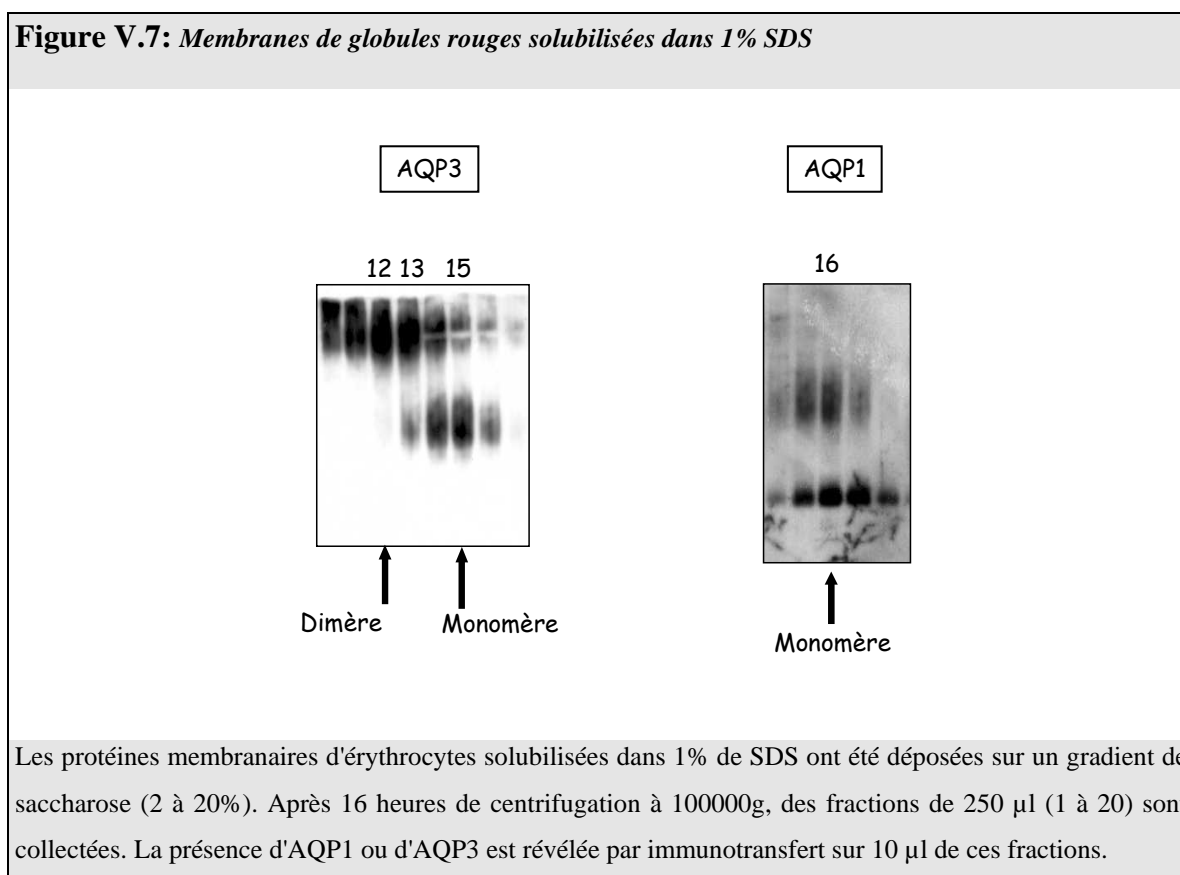 Figure V.7: Membranes de globules rouges solubilisées dans 1% SDS
AQP3 AQP1
12 13 15 16
Dimère Monomère Monomère
Les protéines membranaires d'érythrocytes solubilisées dans 1% de SDS ont été déposées sur un gradient de
saccharose (2 à 20%). Après 16 heures de centrifugation à 100000g, des fractions de 250 µl (1 à 20) sont
collectées. La présence d'AQP1 ou d'AQP3 est révélée par immunotransfert sur 10 µl de ces fractions.